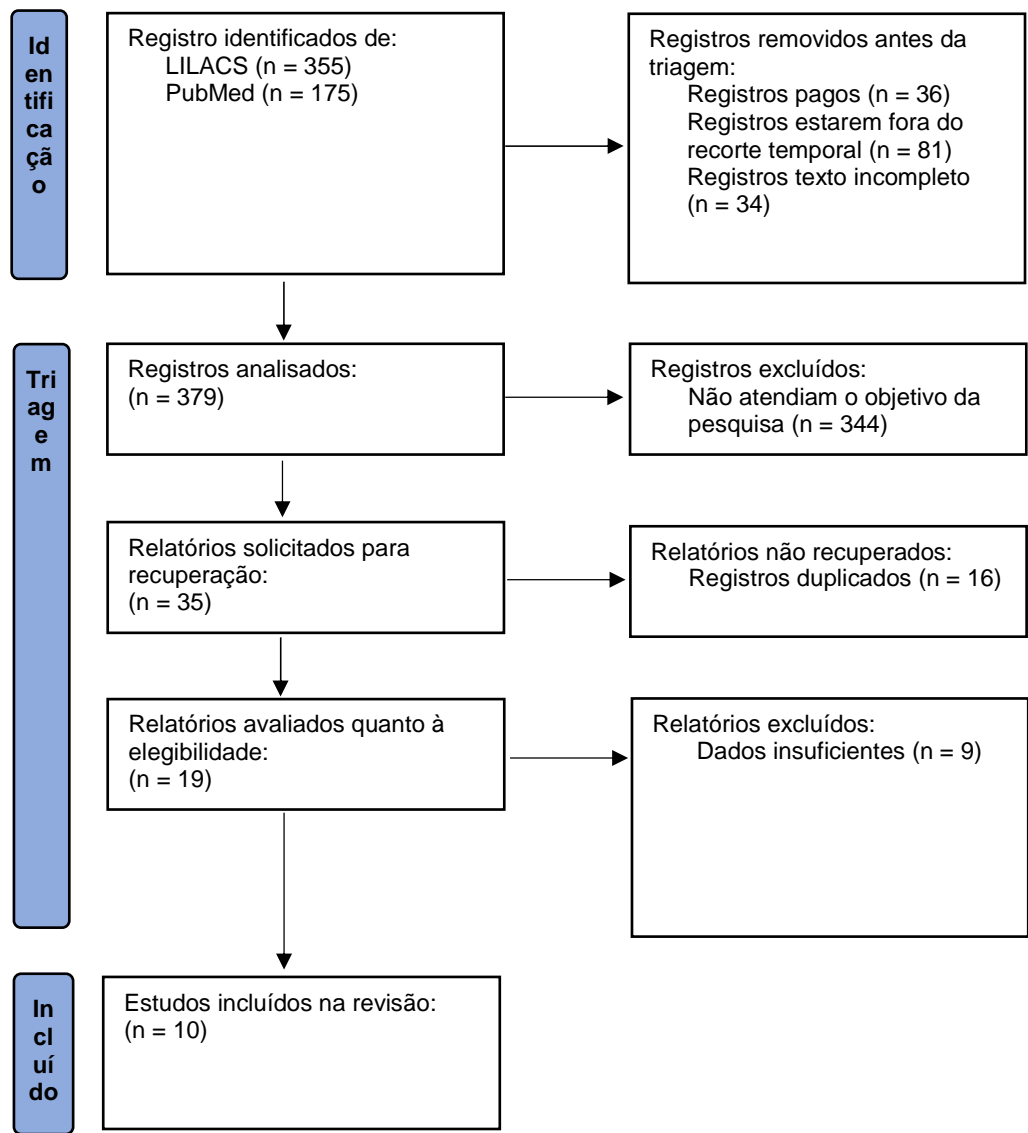 Id
en
tifi
ca
çã
o
Registro identificados de:
LILACS (n = 355)
PubMed (n = 175)
Registros removidos antes da
triagem:
Registros pagos (n = 36)
Registros estarem fora do
recorte temporal (n = 81)
Registros texto incompleto
(n = 34)
Tri
ag
e
m
Registros analisados:
(n = 379)
Registros excluídos:
Não atendiam o objetivo da
pesquisa (n = 344)
Relatórios solicitados para
recuperação:
(n = 35)
Relatórios não recuperados:
Registros duplicados (n = 16)
Relatórios avaliados quanto à
elegibilidade:
(n = 19)
Relatórios excluídos:
Dados insuficientes (n = 9)
In
cl
uí
do
Estudos incluídos na revisão:
(n = 10)